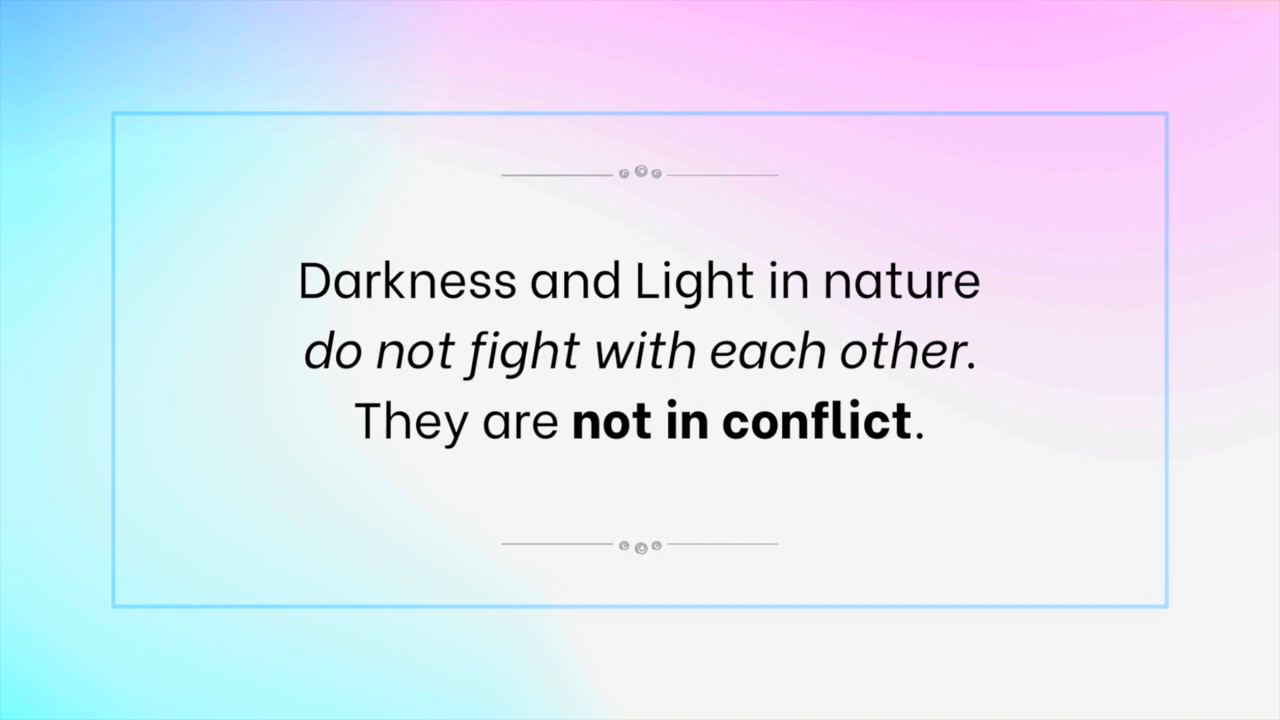 Darkness and Light in nature
do not fight with each other.
They are not in conflict.